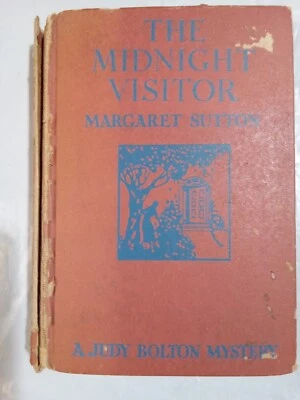 THE
MIDNIGHT
VISITOR
MARGARET SUTTON
A JUDY BOLTON MYSTERY